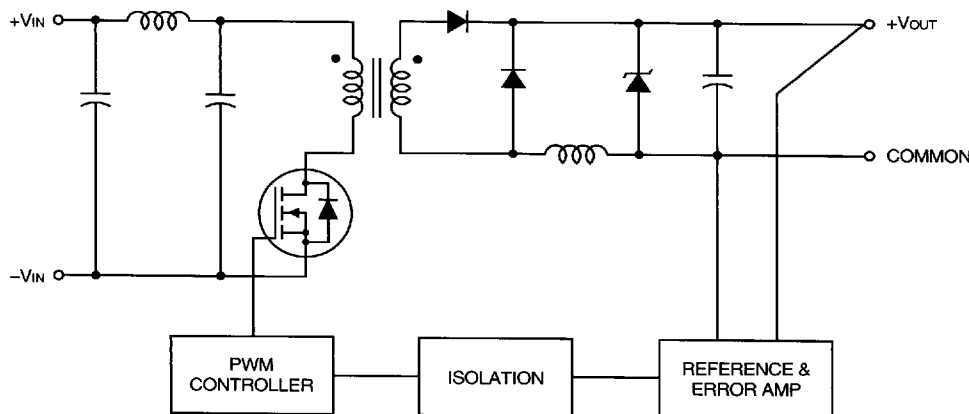 +VIN
+VOUT
COMMON
–VIN
PWM
CONTROLLER
ISOLATION
REFERENCE &
ERROR AMP